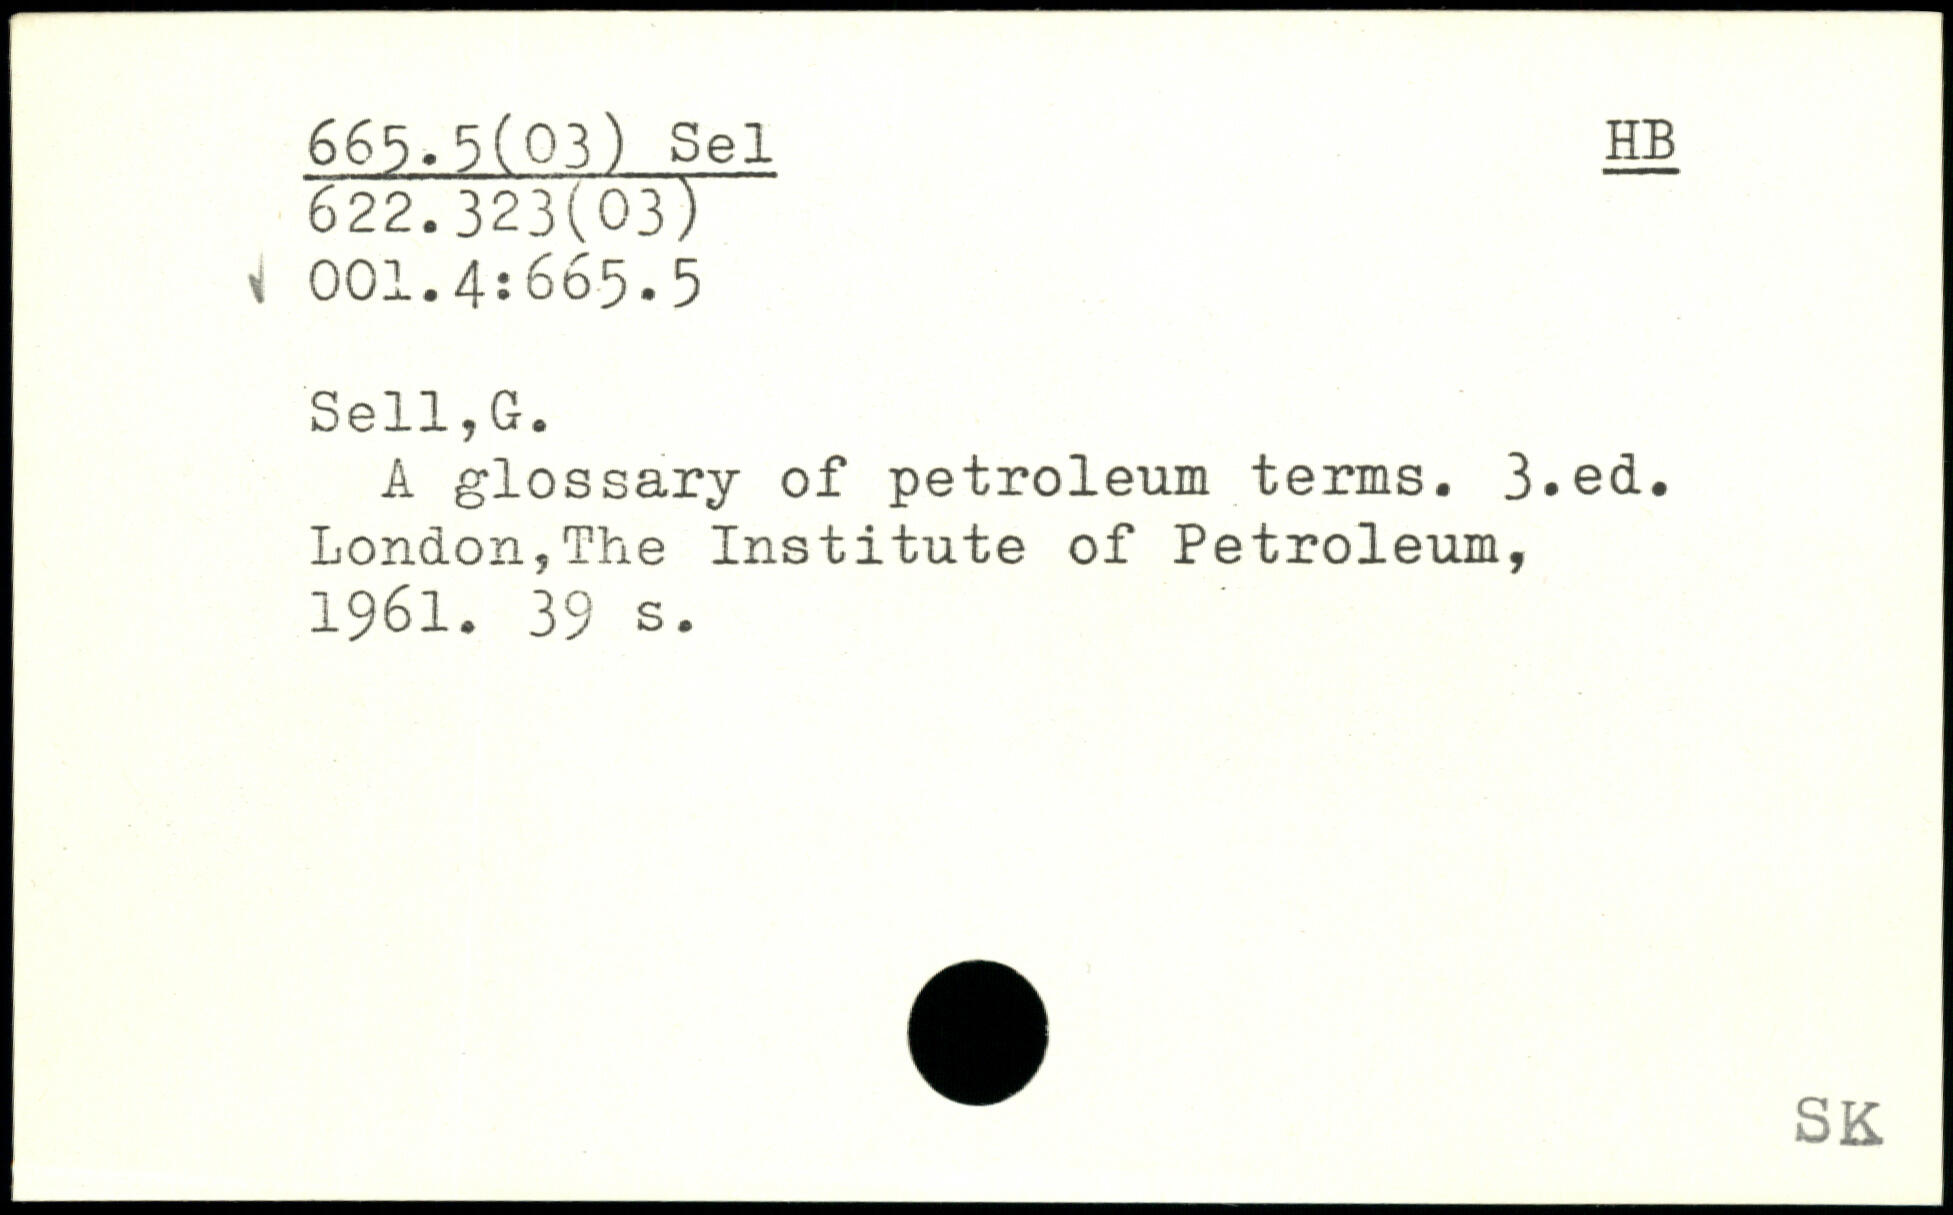 665.5(03) Sel HB
622.323(03)
001.4:665.5
Sell,G.
A glossary of petroleum terms. 3.ed.
London,The Institute of Petroleum,
1961. 39 s.
SK